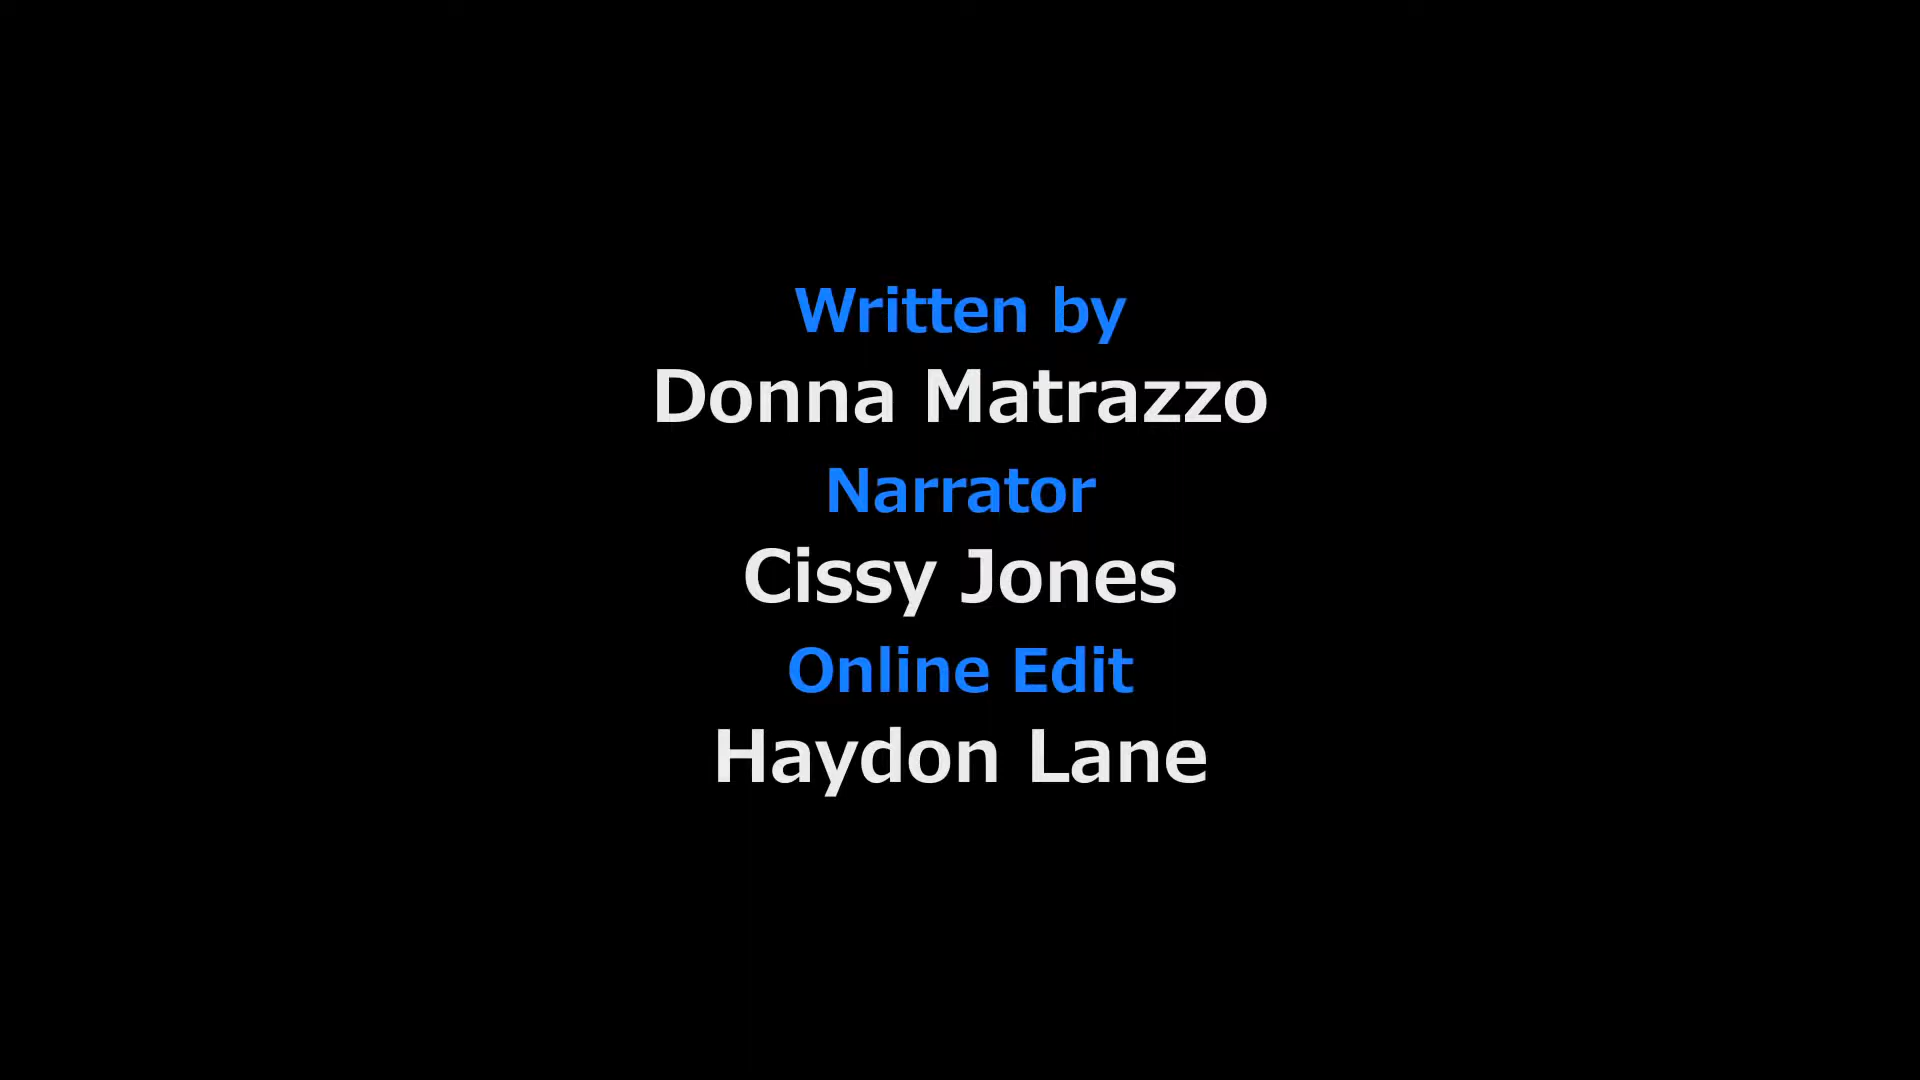 Written by
Donna Matrazzo
Narrator
Cissy Jones
Online Edit
Haydon Lane